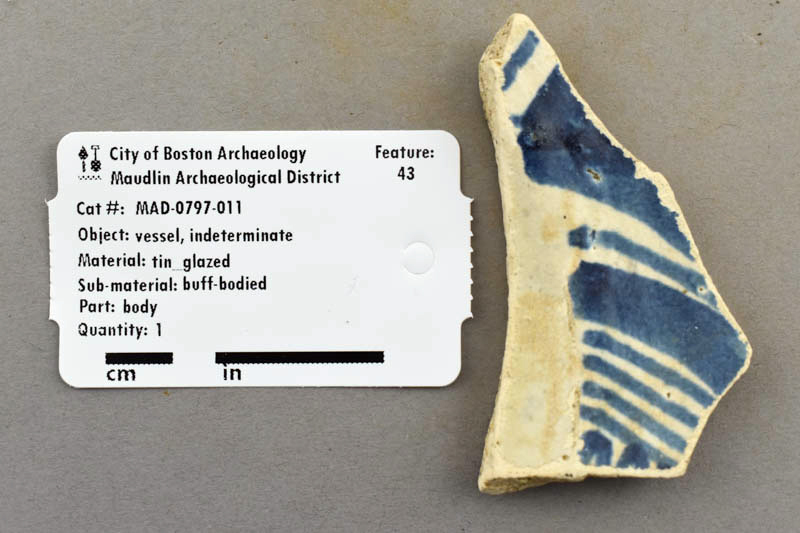 City of Boston Archaeology
Maudlin Archaeological District
Feature:
43
Cat #: MAD-0797-011
Object: vessel, indeterminate
Material: tin_glazed
Sub-material: buff-bodied
Part: body
Quantity: 1
cm in